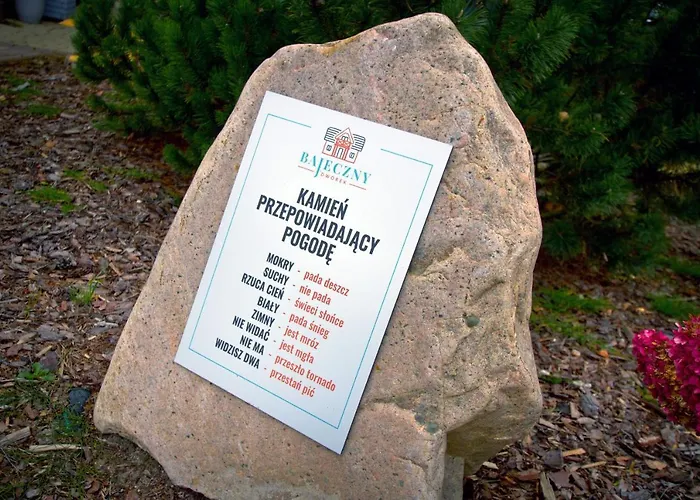 BAJECZNY
DWOREK
KAMIEŃ
PRZEPOWIADAJĄCY
POGODĘ
MOKRY - pada deszcz
SUCHY - nie pada
RZUCA CIEŃ - świeci słońce
BIAŁY - pada śnieg
ZIMNY - jest mróz
NIE WIDAĆ - jest mgła
NIE MA - przeszło tornado
WIDZISZ DWA - przestań pić